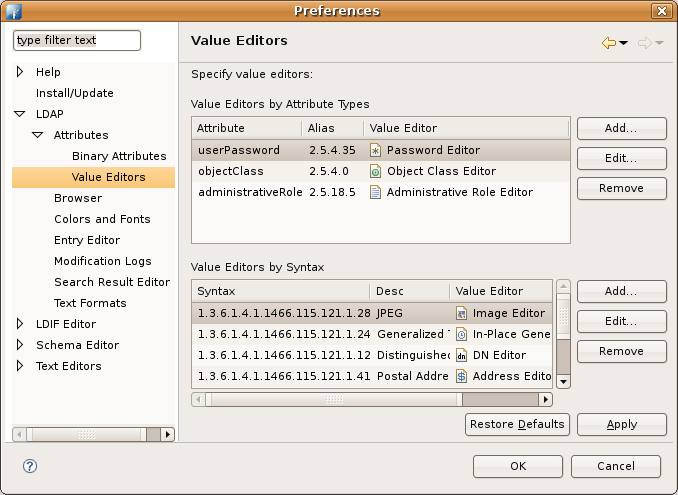 Preferences
type filter text
Help
Install/Update
LDAP
Attributes
Binary Attributes
Value Editors
Browser
Colors and Fonts
Entry Editor
Modification Logs
Search Result Editor
Text Formats
LDIF Editor
Schema Editor
Text Editors
Value Editors
Specify value editors:
Value Editors by Attribute Types
Attribute Alias Value Editor
userPassword 2.5.4.35 Password Editor
objectClass 2.5.4.0 Object Class Editor
administrativeRole 2.5.18.5 Administrative Role Editor
Add...
Edit...
Remove
Value Editors by Syntax
Syntax Desc Value Editor
1.3.6.1.4.1.1466.115.121.1.28 JPEG Image Editor
1.3.6.1.4.1.1466.115.121.1.24 Generalized In-Place Gene
1.3.6.1.4.1.1466.115.121.1.12 Distinguished dn DN Editor
1.3.6.1.4.1.1466.115.121.1.41 Postal Addre $ Address Edito
Add...
Edit...
Remove
Restore Defaults Apply
? OK Cancel